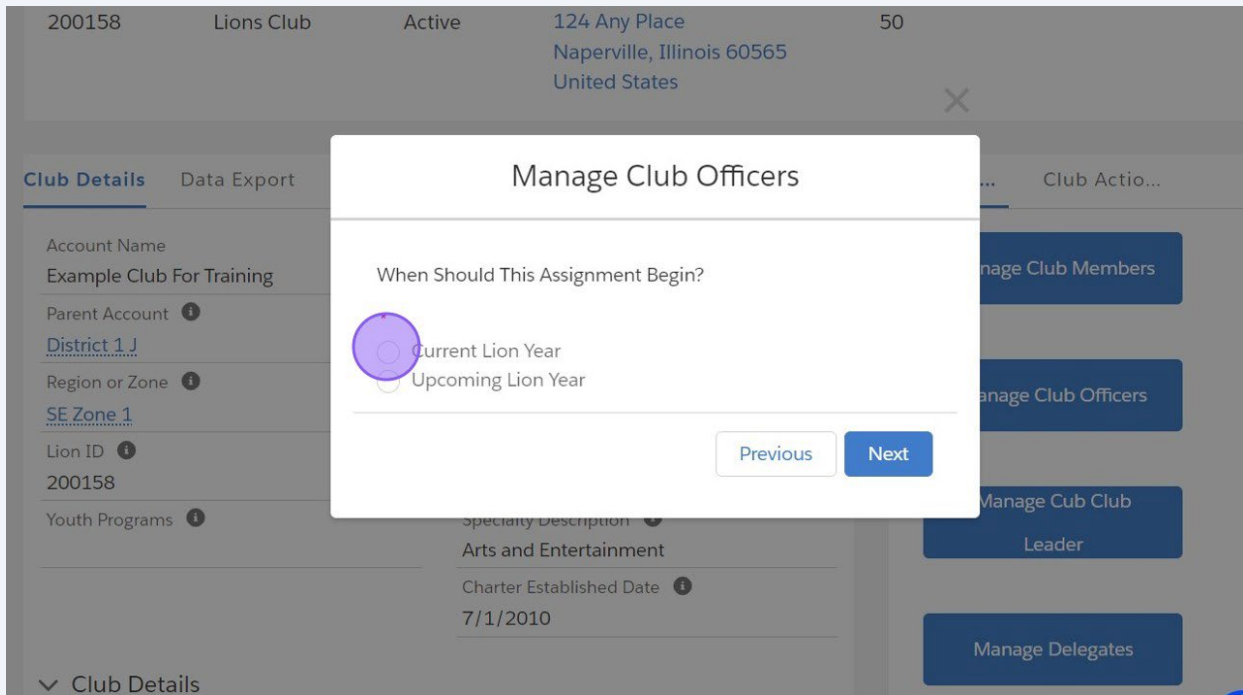 200158 Lions Club Active 124 Any Place 50
Naperville, Illinois 60565
United States
Club Details Data Export
... Club Actio...
Manage Club Officers
When Should This Assignment Begin?
Current Lion Year
Upcoming Lion Year
Previous Next
Account Name
Example Club For Training
Parent Account
District 1 J
Region or Zone
SE Zone 1
Lion ID
200158
Youth Programs
Specialty Description
Arts and Entertainment
Charter Established Date
7/1/2010
Club Details
nage Club Members
anage Club Officers
Manage Cub Club
Leader
Manage Delegates